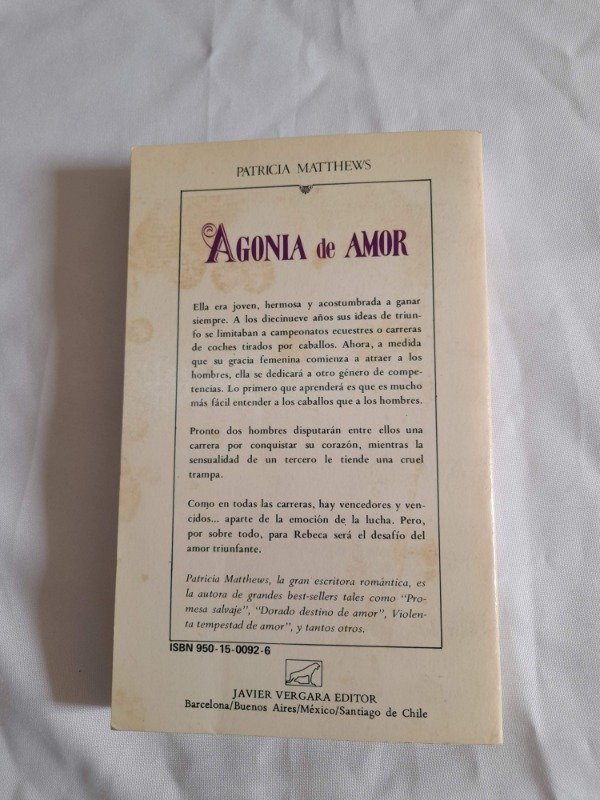 PATRICIA MATTHEWS
AGONIA de AMOR
Ella era joven, hermosa y acostumbrada a ganar
siempre. A los diecinueve años sus ideas de triun-
fo se limitaban a campeonatos ecuestres o carreras
de coches tirados por caballos. Ahora, a medida
que su gracia femenina comienza a atraer a los
hombres, ella se dedicará a otro género de compe-
tencias. Lo primero que aprenderá es que es mucho
más fácil entender a los caballos que a los hombres.
Pronto dos hombres disputarán entre ellos una
carrera por conquistar su corazón, mientras la
sensualidad de un tercero le tiende una cruel
trampa.
Como en todas las carreras, hay vencedores y ven-
cidos... aparte de la emoción de la lucha. Pero,
por sobre todo, para Rebeca será el desafío del
amor triunfante.
Patricia Matthews, la gran escritora romántica, es
la autora de grandes best-sellers tales como "Pro-
mesa salvaje", "Dorado destino de amor", Violen-
ta tempestad de amor", y tantos otros.
ISBN 950-15-0092-6
JAVIER VERGARA EDITOR
Barcelona/Buenos Aires/México/Santiago de Chile